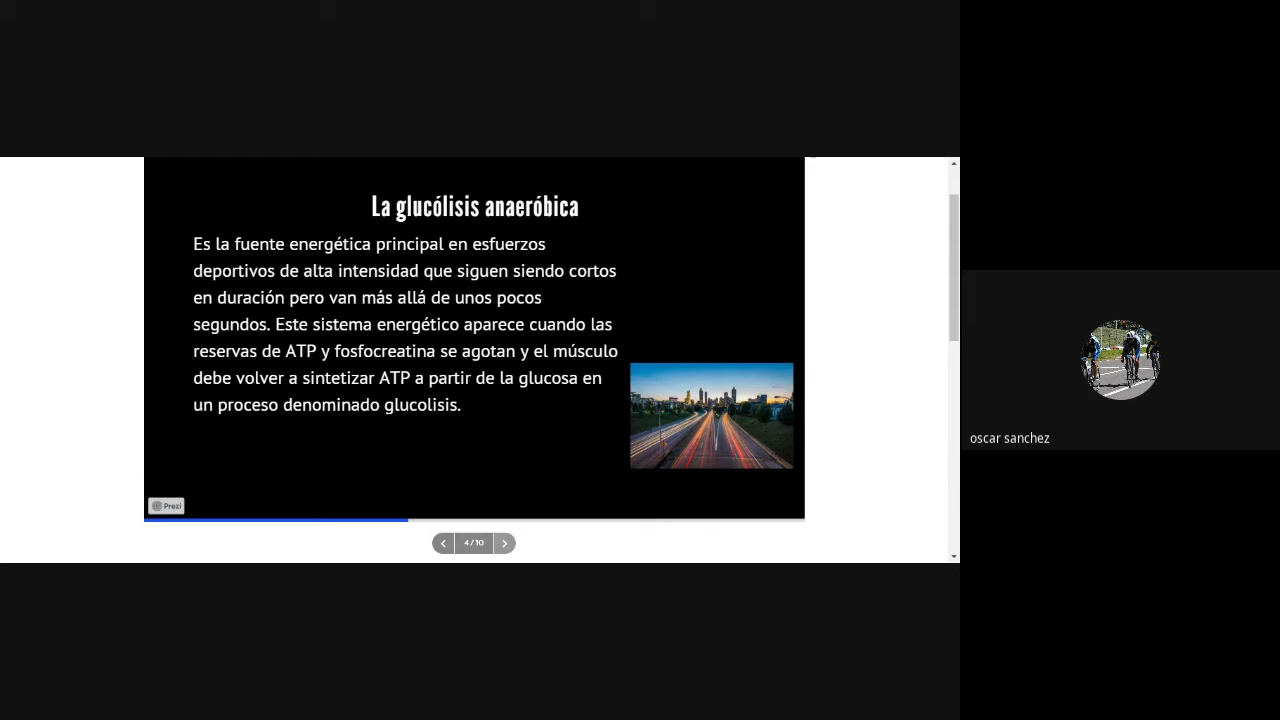 La glucólisis anaeróbica
Es la fuente energética principal en esfuerzos
deportivos de alta intensidad que siguen siendo cortos
en duración pero van más allá de unos pocos
segundos. Este sistema energético aparece cuando las
reservas de ATP y fosfocreatina se agotan y el músculo
debe volver a sintetizar ATP a partir de la glucosa en
un proceso denominado glucolisis.
Prezi
4/10
oscar sanchez